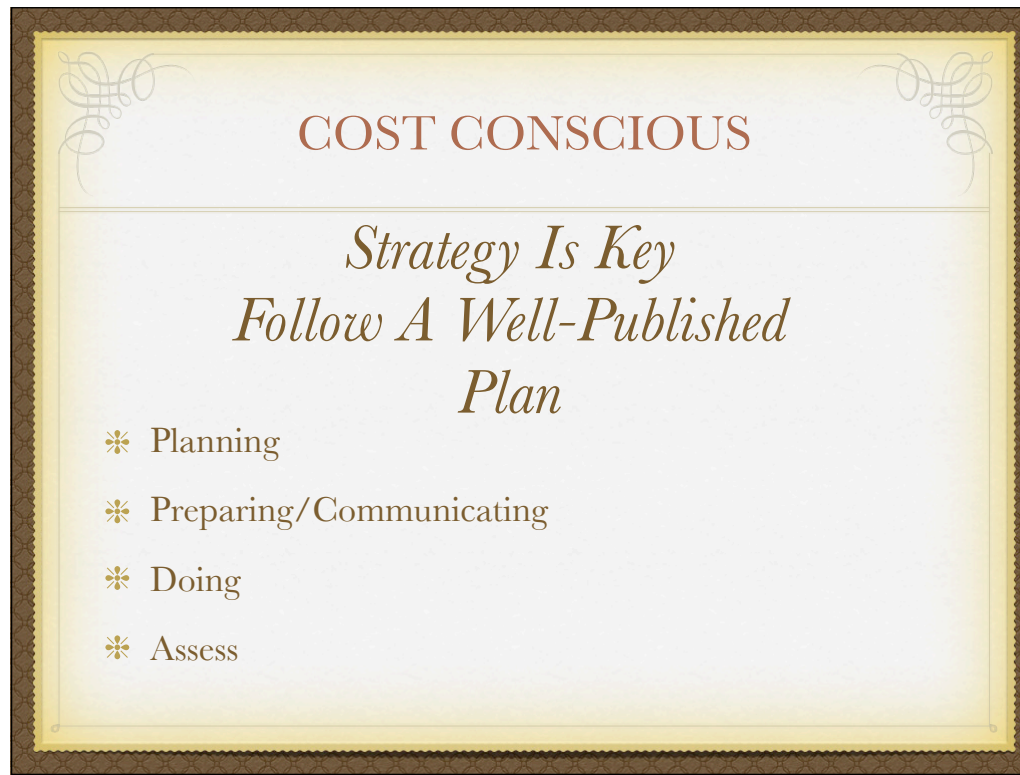 COST CONSCIOUS
Strategy Is Key
Follow A Well-Published
Plan
Planning
Preparing/Communicating
Doing
Assess